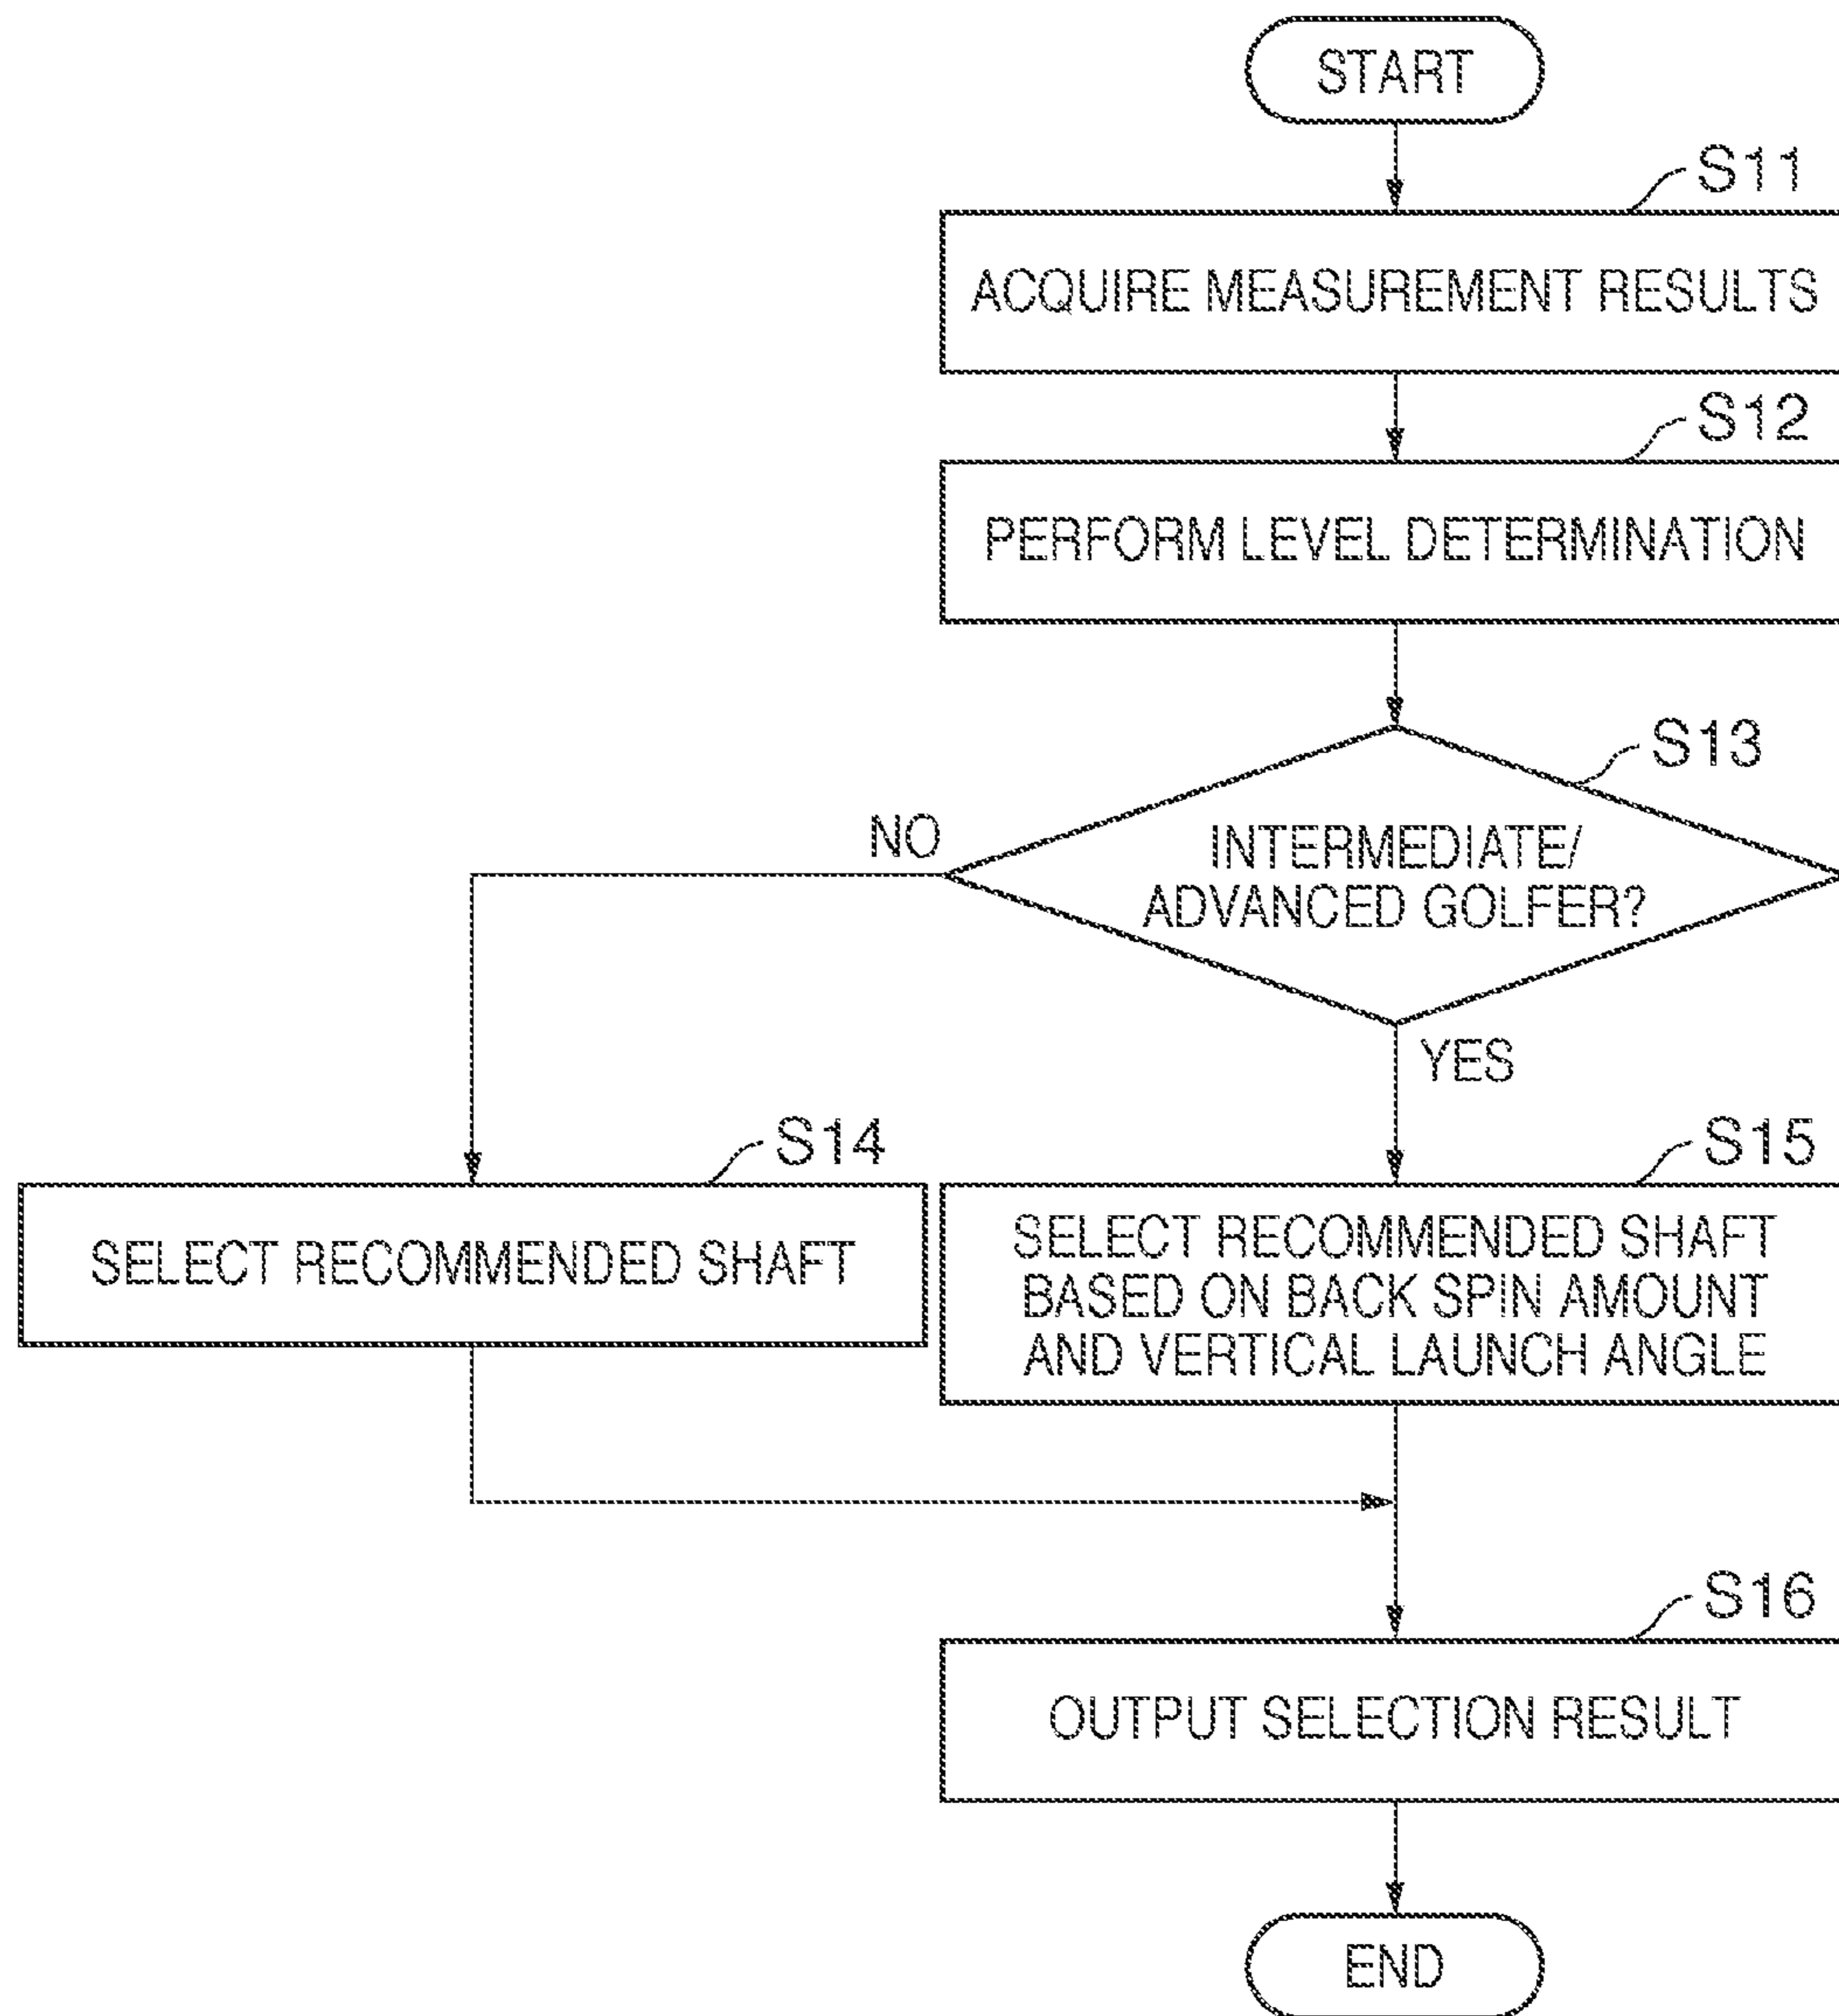 START
S11
ACQUIRE MEASUREMENT RESULTS
S12
PERFORM LEVEL DETERMINATION
S13
NO
INTERMEDIATE/
ADVANCED GOLFER?
YES
S14
SELECT RECOMMENDED SHAFT
S15
SELECT RECOMMENDED SHAFT
BASED ON BACK SPIN AMOUNT
AND VERTICAL LAUNCH ANGLE
S16
OUTPUT SELECTION RESULT
END